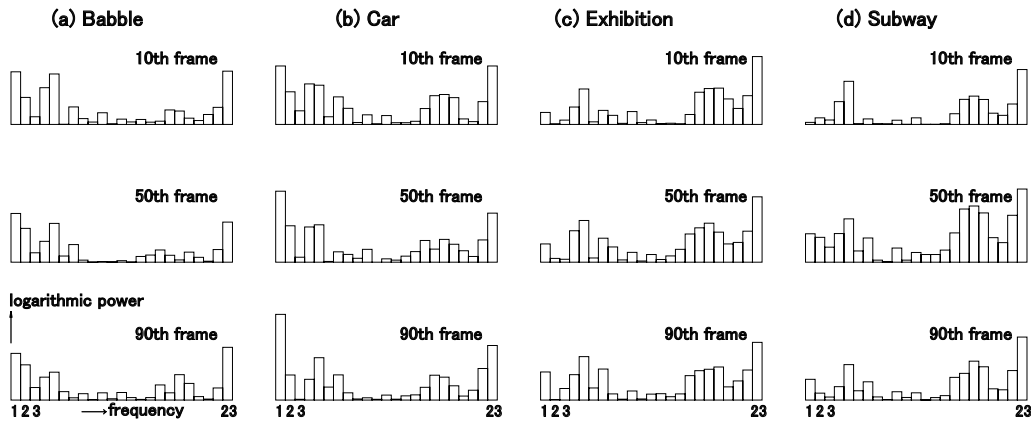 (a) Babble (b) Car (c) Exhibition (d) Subway
10th frame 10th frame 10th frame 10th frame
50th frame 50th frame 50th frame 50th frame
logarithmic power
90th frame 90th frame 90th frame 90th frame
1 2 3 →frequency 23 1 2 3 23 1 2 3 23 1 2 3 23